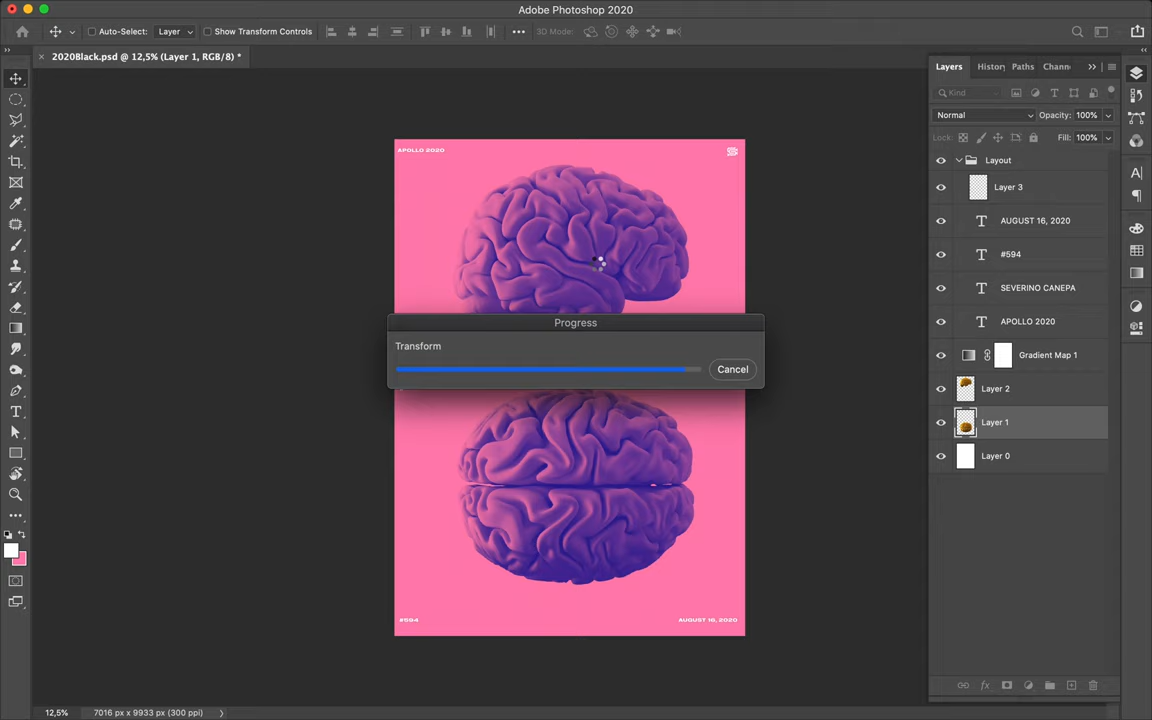 Adobe Photoshop 2020
Auto-Select:
Layer
Show Transform Controls
3D Mode:
2020Black.psd @ 12,5% (Layer 1, RGB/8) *
Layers
History
Paths
Chann
Kind
Normal
Opacity:
100%
Lock:
Fill:
100%
Layout
Layer 3
AUGUST 16, 2020
#594
SEVERINO CANEPA
APOLLO 2020
Gradient Map 1
Layer 2
Layer 1
Layer 0
APOLLO 2020
Progress
Transform
Cancel
#594
AUGUST 16, 2020
12,5%
7016 px x 9933 px (300 ppi)